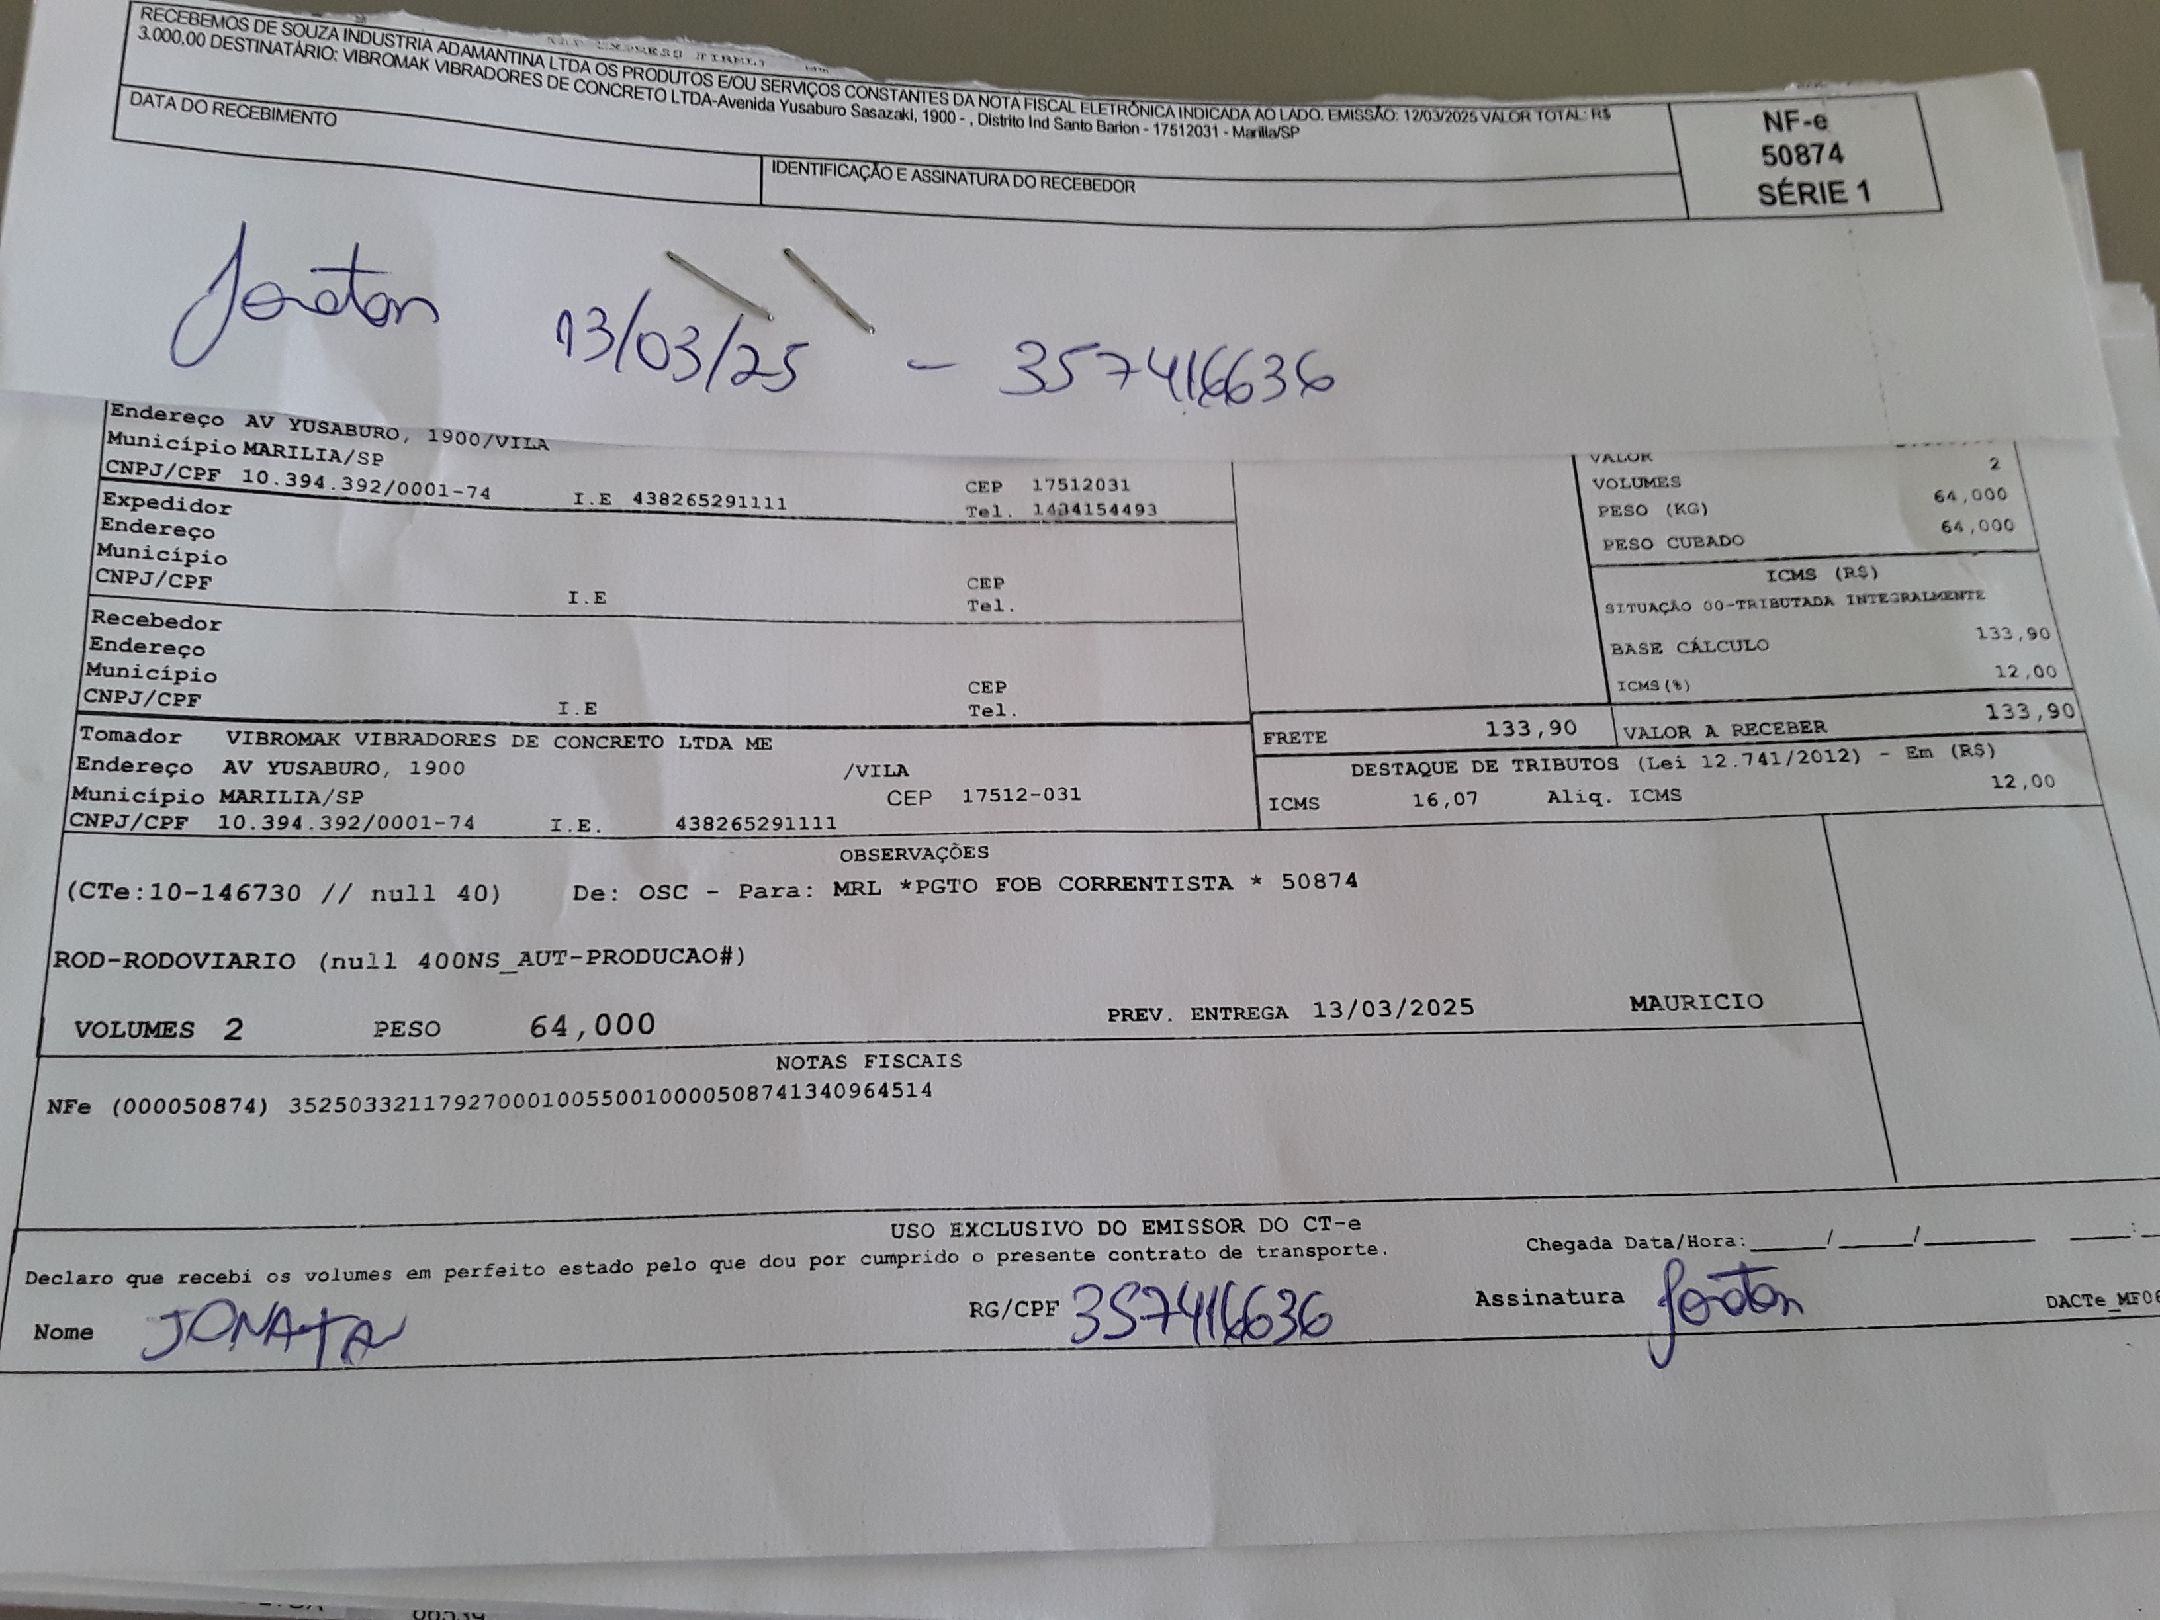 RECEBEMOS DE SOUZA INDUSTRIA ADAMANTINA LTDA OS PRODUTOS E/OU SERVIÇOS CONSTANTES DA NOTA FISCAL ELETRÔNICA INDICADA AO LADO. EMISSÃO: 12/03/2025 VALOR TOTAL: R$
3.000,00 DESTINATÁRIO: VIBROMAK VIBRADORES DE CONCRETO LTDA-Avenida Yusaburo Sasazaki, 1900 - , Distrito Ind Santo Barion - 17512031 - Marilia/SP
DATA DO RECEBIMENTO
IDENTIFICAÇÃO E ASSINATURA DO RECEBEDOR
NF-e
50874
SÉRIE 1
13/03/25 - 357416636
Endereço AV YUSABURO, 1900/VILA
Município MARILIA/SP
CNPJ/CPF 10.394.392/0001-74 I.E 438265291111
CEP 17512031
Tel. 1434154493
Expedidor
Endereço
Município
CNPJ/CPF I.E
CEP
Tel.
Recebedor
Endereço
Município
CNPJ/CPF I.E
CEP
Tel.
VALOR
VOLUMES 2
PESO (KG) 64,000
PESO CUBADO 64,000
ICMS (R$)
SITUAÇÃO 00-TRIBUTADA INTEGRALMENTE
BASE CÁLCULO 133,90
ICMS(%) 12,00
Tomador VIBROMAK VIBRADORES DE CONCRETO LTDA ME
Endereço AV YUSABURO, 1900 /VILA
Município MARILIA/SP CEP 17512-031
CNPJ/CPF 10.394.392/0001-74 I.E. 438265291111
FRETE 133,90 VALOR A RECEBER 133,90
DESTAQUE DE TRIBUTOS (Lei 12.741/2012) - Em (R$)
ICMS 16,07 Aliq. ICMS 12,00
OBSERVAÇÕES
(CTe:10-146730 // null 40) De: OSC - Para: MRL *PGTO FOB CORRENTISTA * 50874
ROD-RODOVIARIO (null 400NS_AUT-PRODUCAO#)
VOLUMES 2 PESO 64,000 PREV. ENTREGA 13/03/2025 MAURICIO
NOTAS FISCAIS
NFe (000050874) 35250332117927000100550010000508741340964514
USO EXCLUSIVO DO EMISSOR DO CT-e
Declaro que recebi os volumes em perfeito estado pelo que dou por cumprido o presente contrato de transporte.
Chegada Data/Hora:_____/_____/_______ ____:_
Nome JONATA RG/CPF 357416636 Assinatura